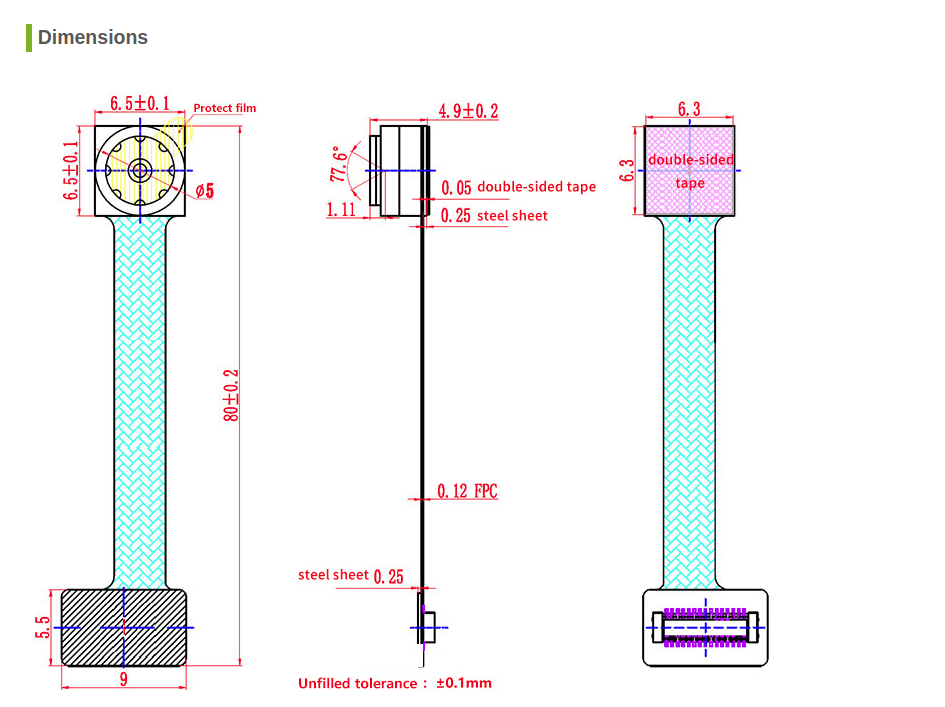 Dimensions
6.5±0.1
Protect film
6.5±0.1
ϕ5
80±0.2
5.5
9
4.9±0.2
77.6°
1.11
0.05 double-sided tape
0.25 steel sheet
0.12 FPC
steel sheet 0.25
6.3
6.3
double-sided
tape
Unfilled tolerance : ±0.1mm